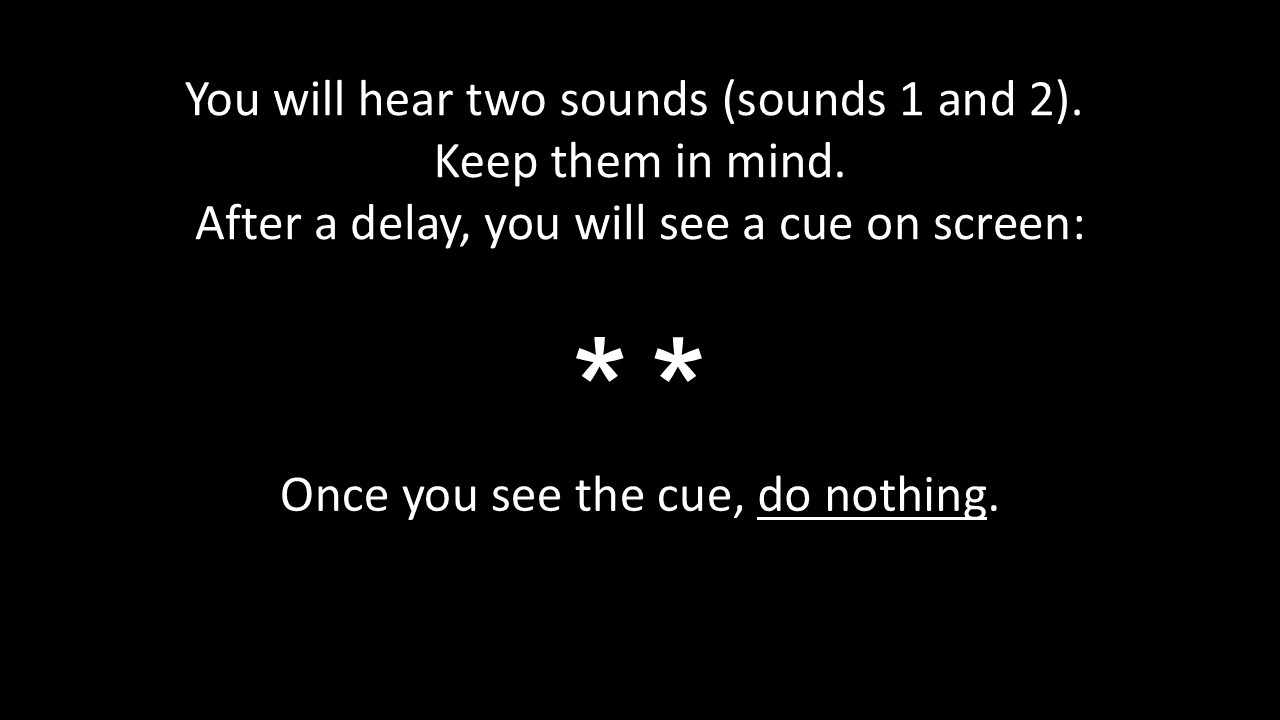 You will hear two sounds (sounds 1 and 2).
Keep them in mind.
After a delay, you will see a cue on screen:
* *
Once you see the cue, do nothing.